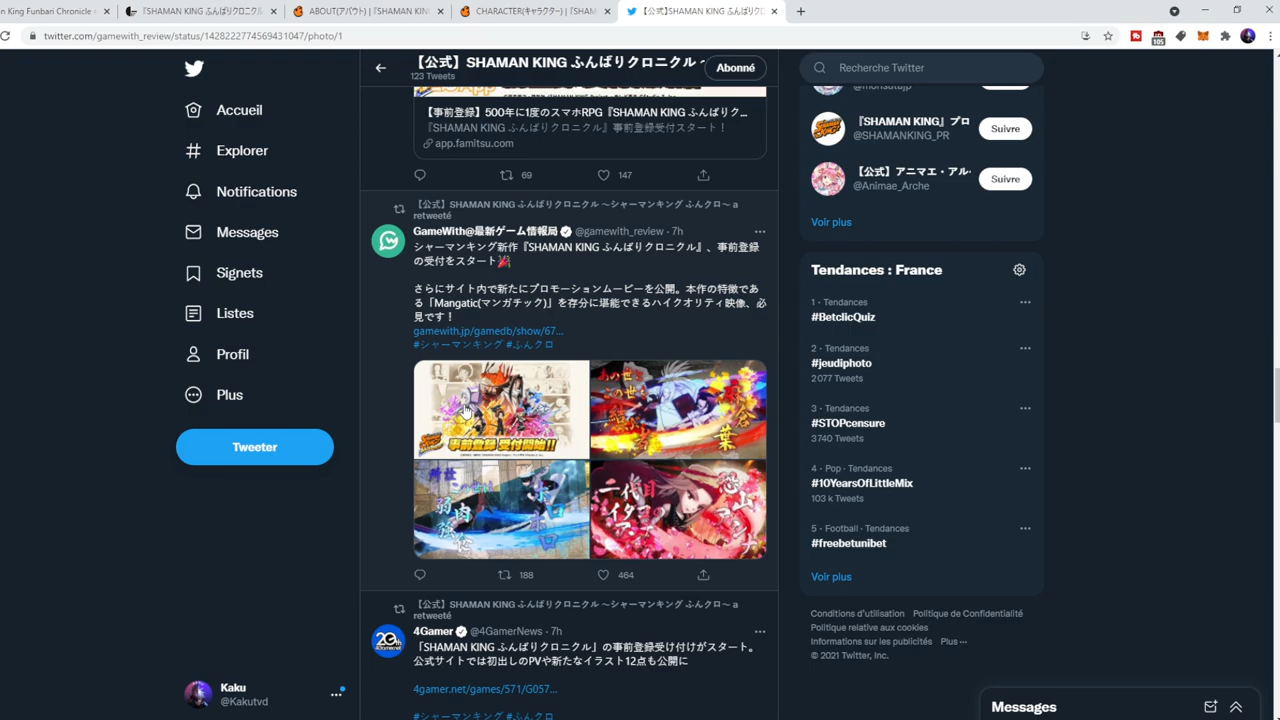 en King Funbari Chronicle A
『SHAMAN KING ふんばりクロニクル
ABOUT(アバウト) |『SHAMAN KING
CHARACTER(キャラクター) |『SHAM
【公式】SHAMAN KING ふんばりクロ
twitter.com/gamewith_review/status/1428222774569431047/photo/1
105
Accueil
Explorer
Notifications
Messages
Signets
Listes
Profil
Plus
Tweeter
Kaku
@Kakutvd
【公式】SHAMAN KING ふんばりクロニクル ~
123 Tweets
Abonné
【事前登録】500年に1度のスマホRPG『SHAMAN KING ふんばりク...
『SHAMAN KING ふんばりクロニクル』事前登録受付スタート！
app.famitsu.com
69
147
【公式】SHAMAN KING ふんばりクロニクル ～シャーマンキング ふんクロ～ a
retweeté
GameWith@最新ゲーム情報局 @gamewith_review · 7h
シャーマンキング新作『SHAMAN KING ふんばりクロニクル』、事前登録
の受付をスタート🎉
さらにサイト内で新たにプロモーションムービーを公開。本作の特徴であ
る「Mangatic(マンガチック)」を存分に堪能できるハイクオリティ映像、必
見です！
gamewith.jp/gamedb/show/67...
#シャーマンキング #ふんクロ
事前登録 受付開始!!
188
464
【公式】SHAMAN KING ふんばりクロニクル ～シャーマンキング ふんクロ～ a
retweeté
4Gamer @4GamerNews · 7h
「SHAMAN KING ふんばりクロニクル」の事前登録受け付けがスタート。
公式サイトでは初出しのPVや新たなイラスト12点も公開に
4gamer.net/games/571/G057...
#シャーマンキング #ふんクロ
Recherche Twitter
@monsutajp
『SHAMAN KING』プロ
@SHAMANKING_PR
Suivre
【公式】アニマエ・アル-
@Animae_Arche
Suivre
Voir plus
Tendances : France
1 · Tendances
#BetclicQuiz
2 · Tendances
#jeudiphoto
2 077 Tweets
3 · Tendances
#STOPcensure
3 740 Tweets
4 · Pop · Tendances
#10YearsOfLittleMix
103 k Tweets
5 · Football · Tendances
#freebetunibet
Voir plus
Conditions d'utilisation Politique de Confidentialité
Politique relative aux cookies
Informations sur les publicités Plus ···
© 2021 Twitter, Inc.
Messages